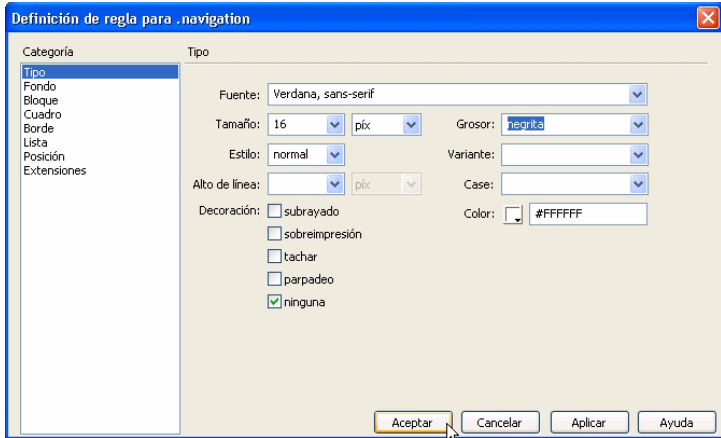 Definición de regla para .navigation
Categoría
Tipo
Fondo
Bloque
Cuadro
Borde
Lista
Posición
Extensiones
Tipo
Fuente: Verdana, sans-serif
Tamaño: 16 píx Grosor: negrita
Estilo: normal Variante:
Alto de línea: píx Case:
Decoración: subrayado Color: #FFFFFF
sobreimpresión
tachar
parpadeo
ninguna
Aceptar Cancelar Aplicar Ayuda